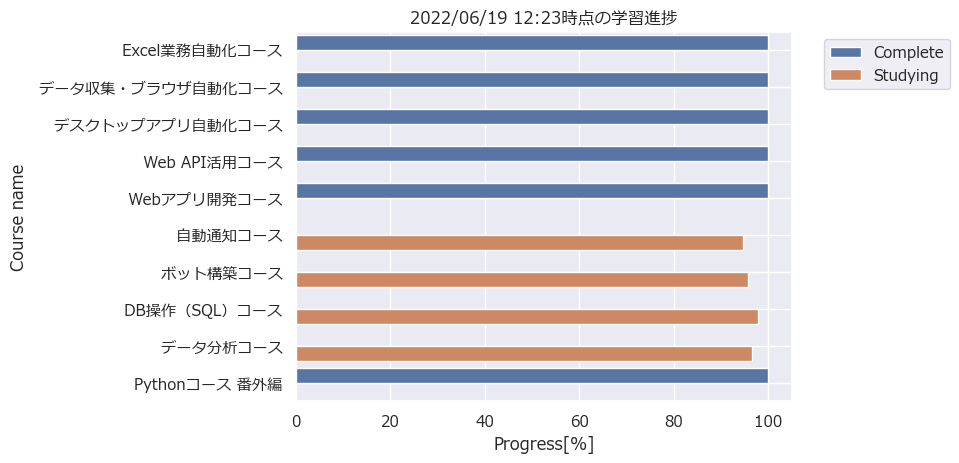 2022/06/19 12:23時点の学習進捗
Complete
Studying
Course name
Excel業務自動化コース
データ収集・ブラウザ自動化コース
デスクトップアプリ自動化コース
Web API活用コース
Webアプリ開発コース
自動通知コース
ボット構築コース
DB操作（SQL）コース
データ分析コース
Pythonコース 番外編
0 20 40 60 80 100
Progress[%]